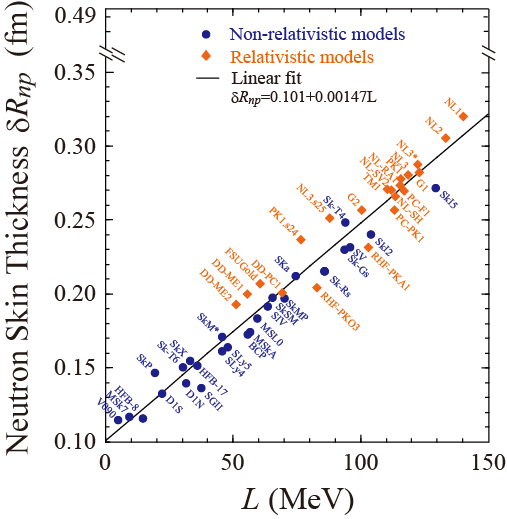 0.49
0.35
0.30
0.25
0.20
0.15
0.10
Neutron Skin Thickness δRnp (fm)
Non-relativistic models
Relativistic models
Linear fit
δRnp=0.101+0.00147L
NL1
NL2
NL3*
NL3
PK1
NL-RA1
NL-SV2
TM1
G1
PC-F1
NL-SH
PC-PK1
SkI5
G2
NL3.s25
Sk-T4
PK1.s24
SkI2
SV
Sk-Gs
RHF-PKA1
SKa
Sk-Rs
RHF-PKO3
DD-PC1
FSUGold
DD-ME1
DD-ME2
SkMP
SkSM
SIV
MSL0
MSkA
BCP
SkM*
SLy5
SLy4
SkX
Sk-T6
HFB-17
SkP
SGII
D1N
D1S
HFB-8
MSk7
V090
0
50
100
150
L (MeV)